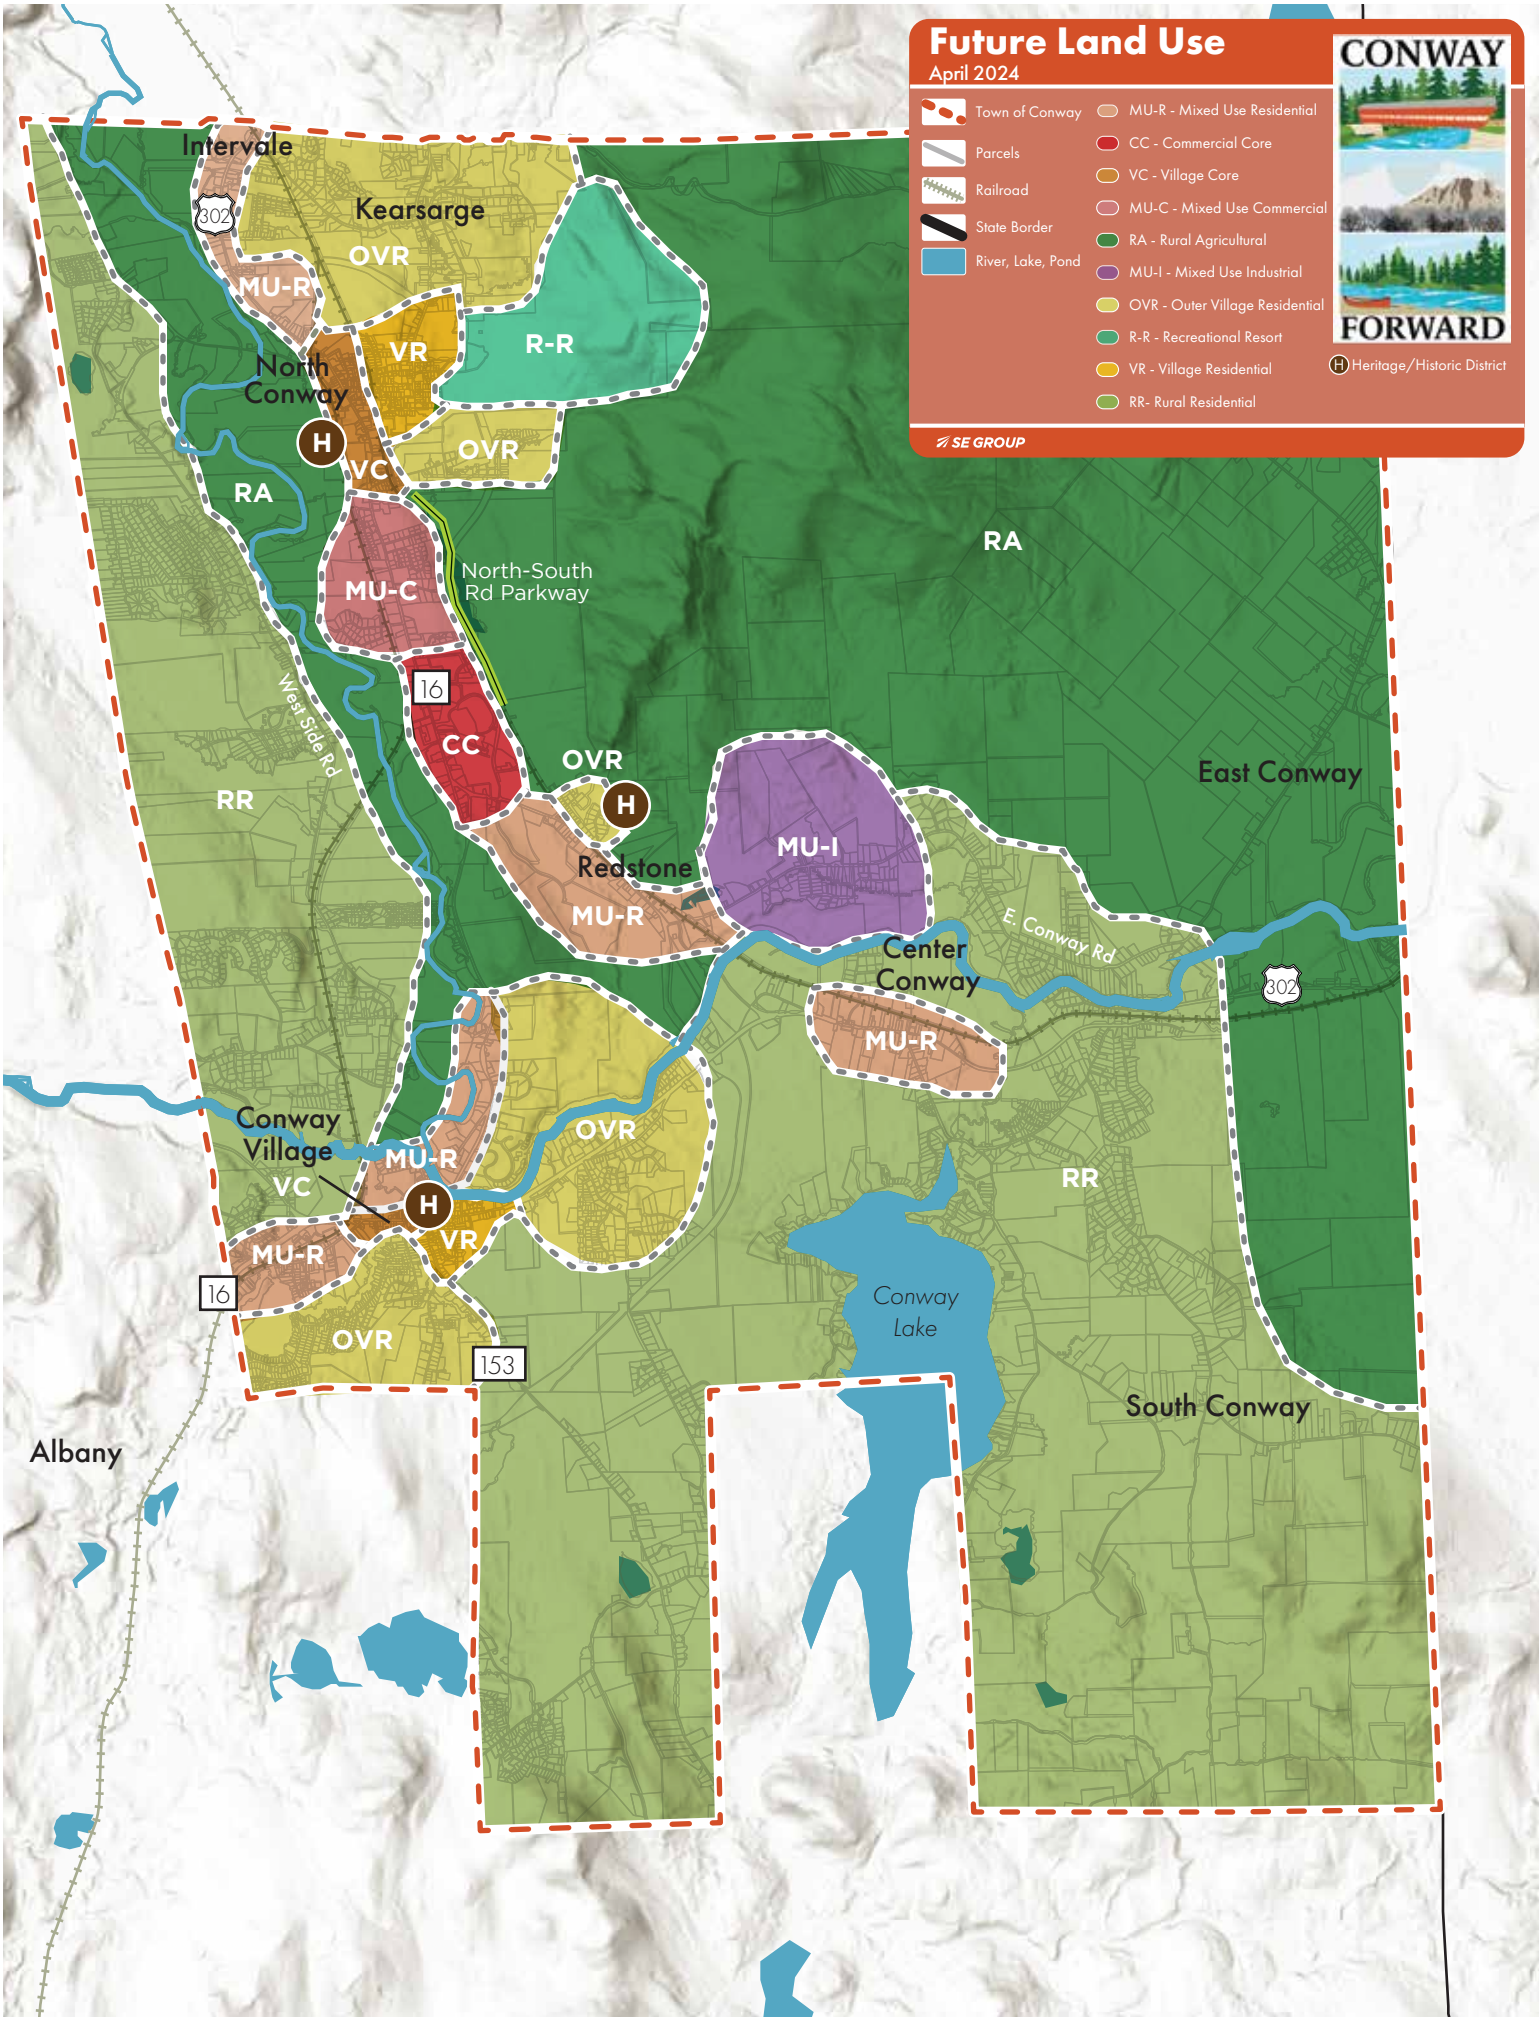 Future Land Use
April 2024
Town of Conway
Parcels
Railroad
State Border
River, Lake, Pond
MU-R - Mixed Use Residential
CC - Commercial Core
VC - Village Core
MU-C - Mixed Use Commercial
RA - Rural Agricultural
MU-I - Mixed Use Industrial
OVR - Outer Village Residential
R-R - Recreational Resort
VR - Village Residential
RR- Rural Residential
CONWAY
FORWARD
H Heritage/Historic District
SE GROUP
Intervale
302
Kearsarge
OVR
MU-R
VR
R-R
North
Conway
H
OVR
VC
RA
RA
MU-C
North-South
Rd Parkway
16
West Side Rd
CC
OVR
East Conway
RR
H
MU-I
Redstone
MU-R
E. Conway Rd
Center
Conway
302
MU-R
Conway
Village
OVR
MU-R
VC
RR
H
VR
MU-R
16
Conway
Lake
OVR
153
South Conway
Albany